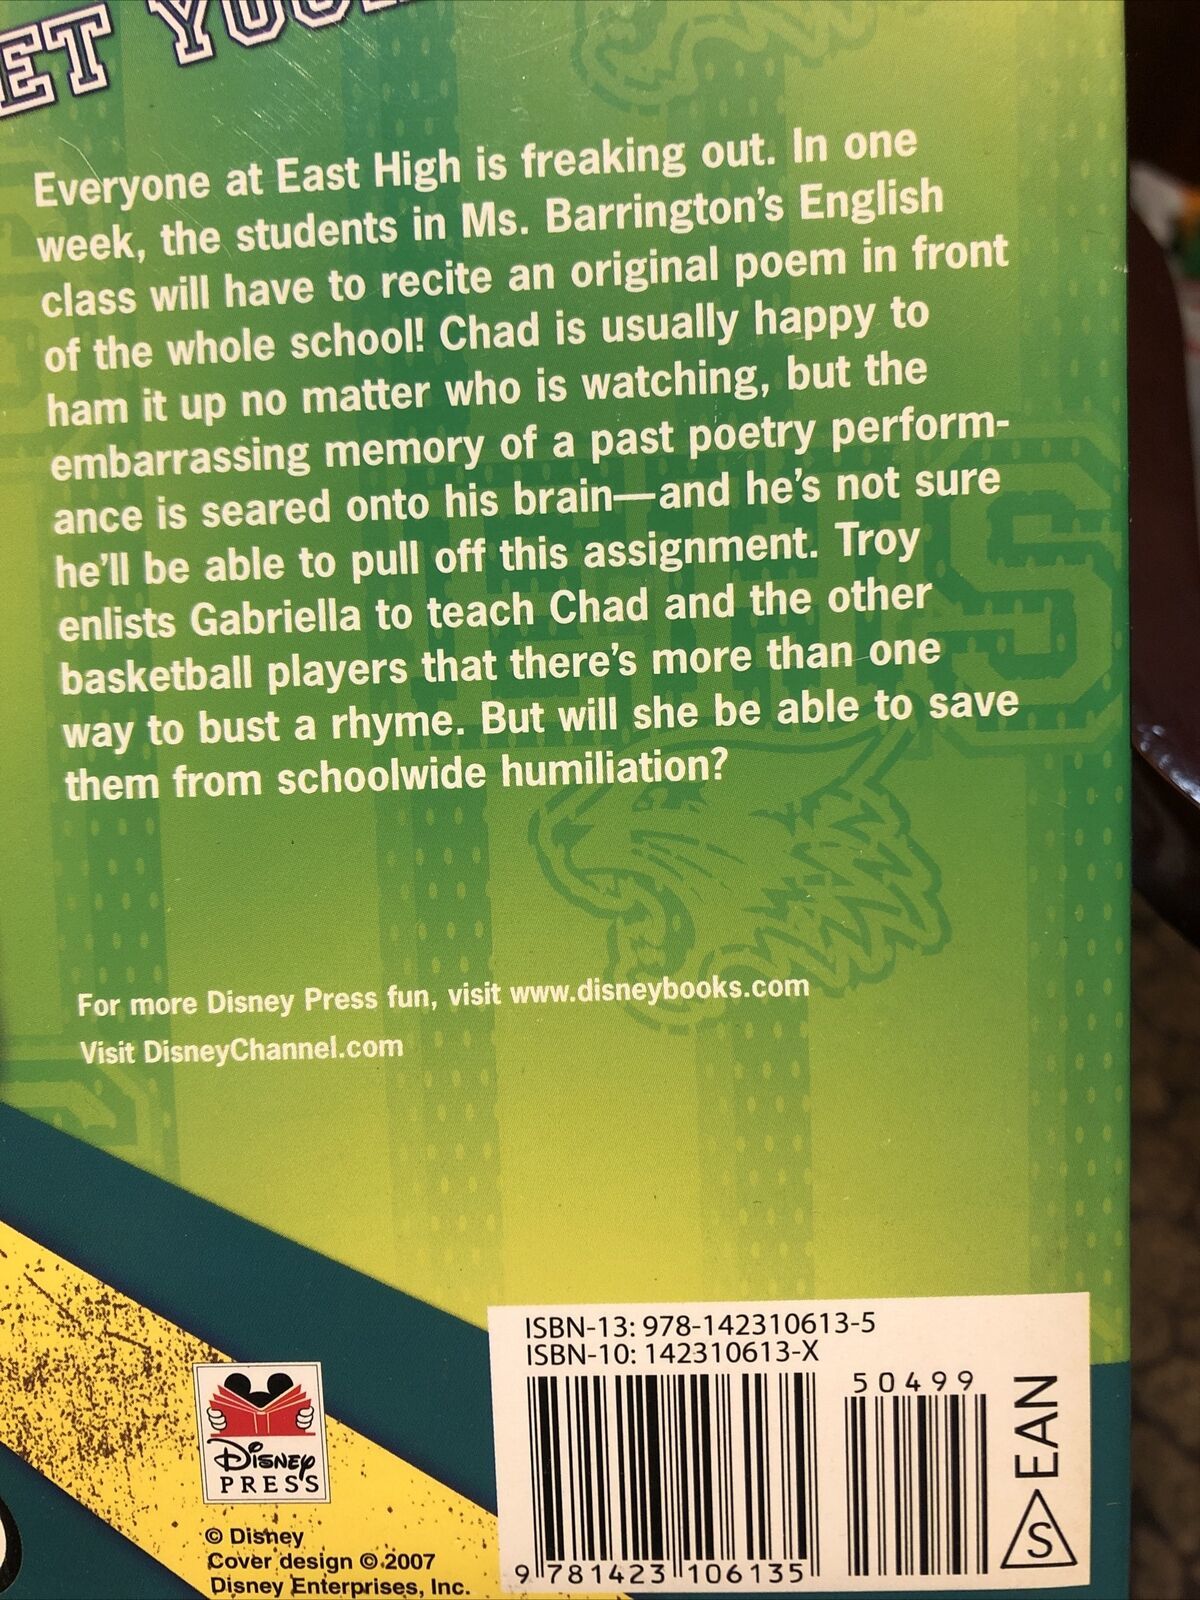 ET YOU
Everyone at East High is freaking out. In one
week, the students in Ms. Barrington's English
class will have to recite an original poem in front
of the whole school! Chad is usually happy to
ham it up no matter who is watching, but the
embarrassing memory of a past poetry perform-
ance is seared onto his brain—and he's not sure
he'll be able to pull off this assignment. Troy
enlists Gabriella to teach Chad and the other
basketball players that there's more than one
way to bust a rhyme. But will she be able to save
them from schoolwide humiliation?
EHS
For more Disney Press fun, visit www.disneybooks.com
Visit DisneyChannel.com
ISBN-13: 978-142310613-5
ISBN-10: 142310613-X
50499
EAN
S
9 781423 106135
Disney
PRESS
© Disney
Cover design © 2007
Disney Enterprises, Inc.